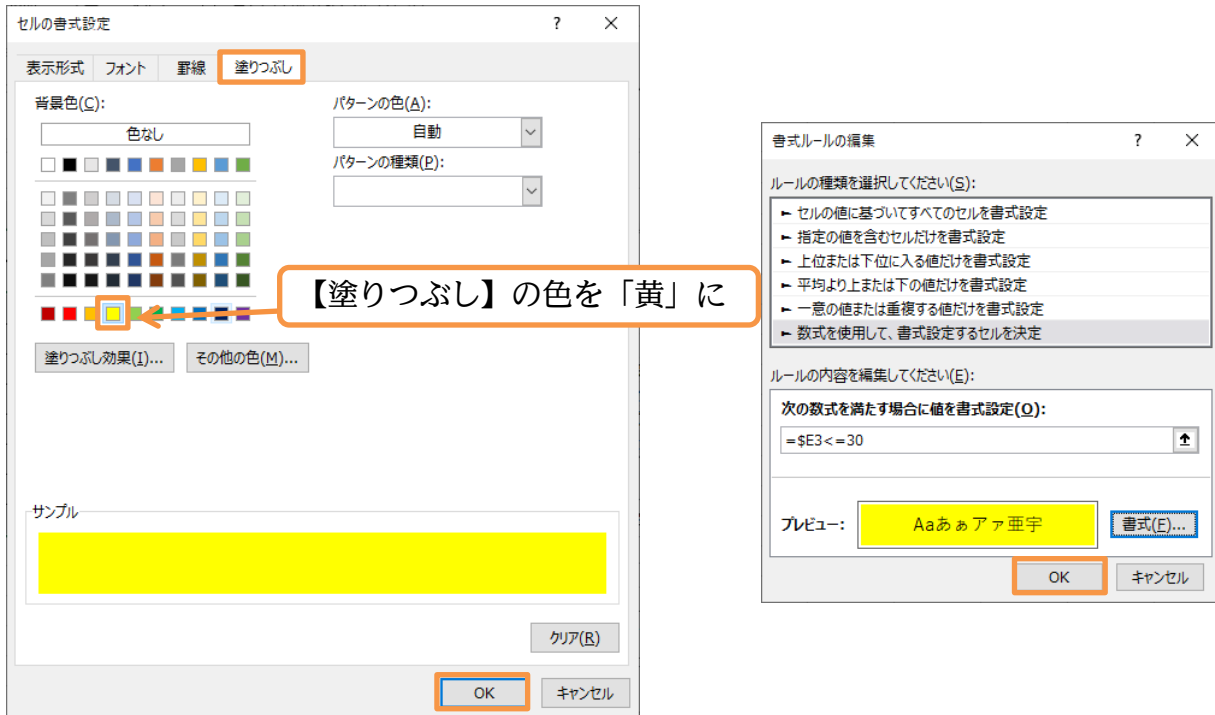 セルの書式設定
?
×
表示形式
フォント
罫線
塗りつぶし
背景色(C):
色なし
塗りつぶし効果(I)...
その他の色(M)...
パターンの色(A):
自動
パターンの種類(P):
【塗りつぶし】の色を「黄」に
サンプル
クリア(R)
OK
キャンセル
書式ルールの編集
?
×
ルールの種類を選択してください(S):
► セルの値に基づいてすべてのセルを書式設定
► 指定の値を含むセルだけを書式設定
► 上位または下位に入る値だけを書式設定
► 平均より上または下の値だけを書式設定
► 一意の値または重複する値だけを書式設定
► 数式を使用して、書式設定するセルを決定
ルールの内容を編集してください(E):
次の数式を満たす場合に値を書式設定(O):
=$E3<=30
プレビュー:
Aaあぁアァ亜宇
書式(F)...
OK
キャンセル